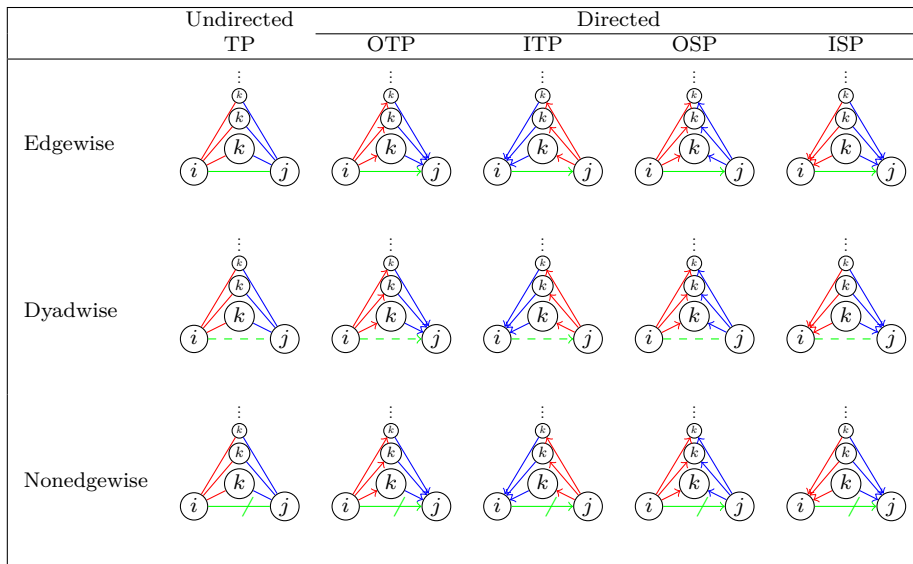 Undirected Directed
TP OTP ITP OSP ISP
⋮ ⋮ ⋮ ⋮ ⋮
k k k k k
k k k k k
Edgewise k k k k k
i j i j i j i j i j
⋮ ⋮ ⋮ ⋮ ⋮
k k k k k
k k k k k
Dyadwise k k k k k
i j i j i j i j i j
⋮ ⋮ ⋮ ⋮ ⋮
k k k k k
k k k k k
Nonedgewise k k k k k
i j i j i j i j i j